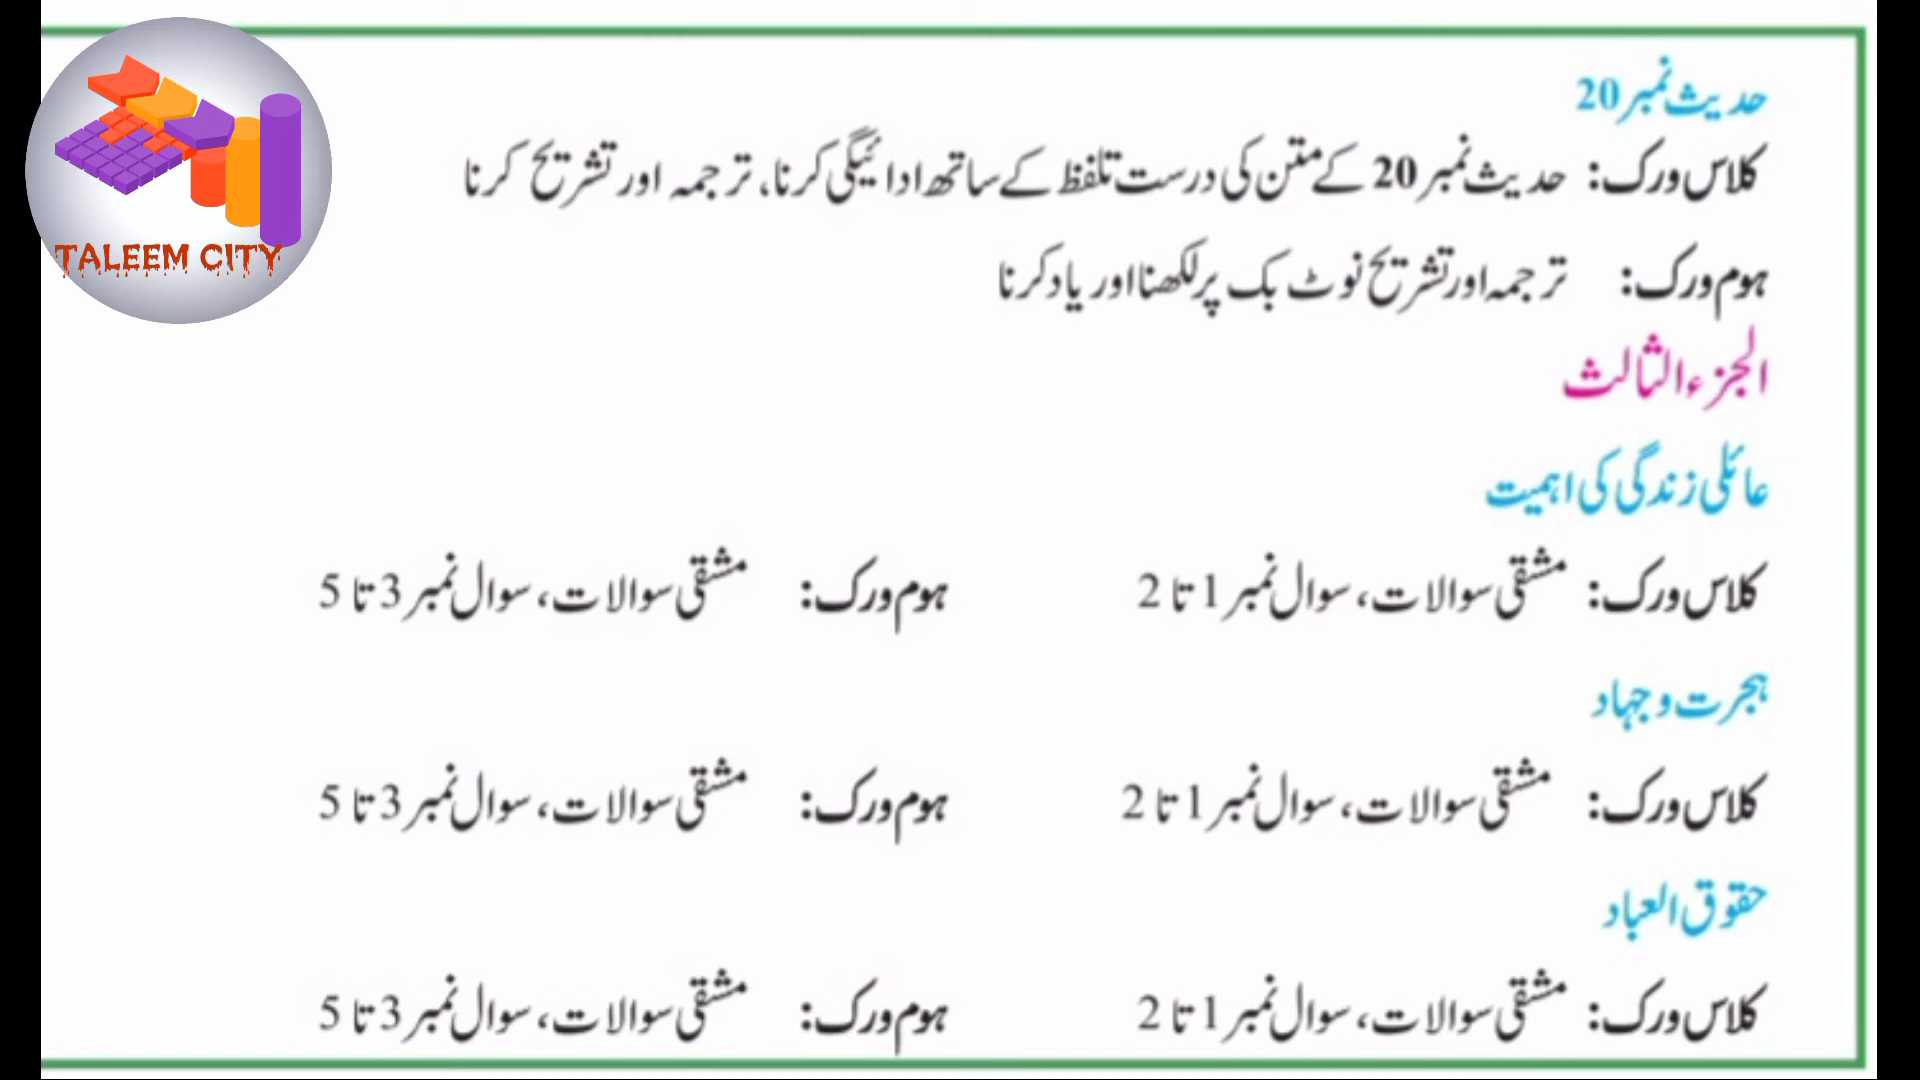 TALEEM CITY
حدیث نمبر 20
کلاس ورک: حدیث نمبر 20 کے متن کی درست تلفظ کے ساتھ ادائیگی کرنا، ترجمہ اور تشریح کرنا
ہوم ورک: ترجمہ اور تشریح نوٹ بک پر لکھنا اور یاد کرنا
الجزء الثالث
عائلی زندگی کی اہمیت
کلاس ورک: مشقی سوالات، سوال نمبر 1 تا 2 ہوم ورک: مشقی سوالات، سوال نمبر 3 تا 5
ہجرت و جہاد
کلاس ورک: مشقی سوالات، سوال نمبر 1 تا 2 ہوم ورک: مشقی سوالات، سوال نمبر 3 تا 5
حقوق العباد
کلاس ورک: مشقی سوالات، سوال نمبر 1 تا 2 ہوم ورک: مشقی سوالات، سوال نمبر 3 تا 5